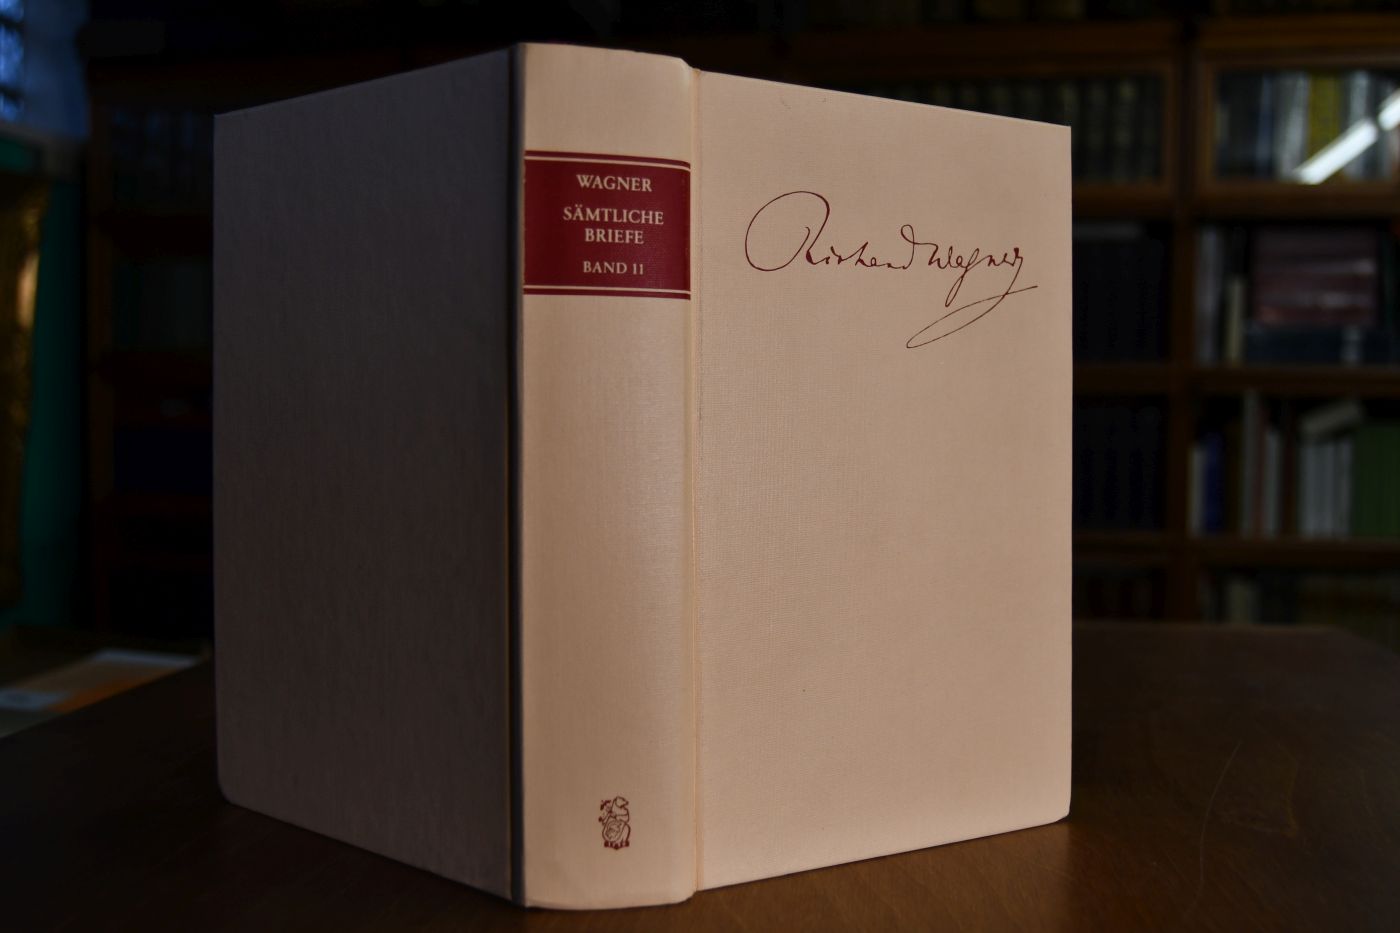 WAGNER
SÄMTLICHE
BRIEFE
BAND 11
Richard Wagner